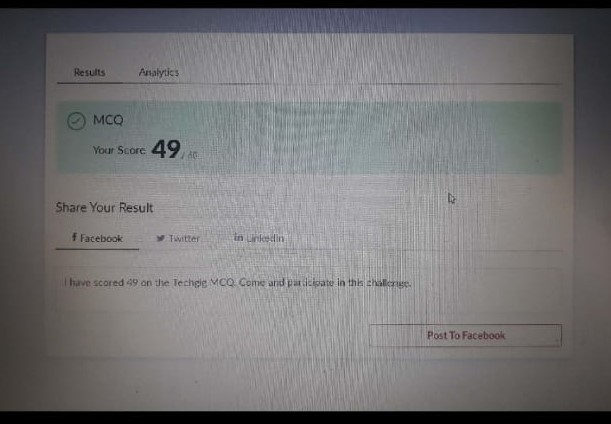 Results Analytics
MCQ
Your Score 49
Share Your Result
Facebook Twitter in Linkedin
I have scored 49 on the Techgig MCQ. Come and participate in this challenge.
Post To Facebook